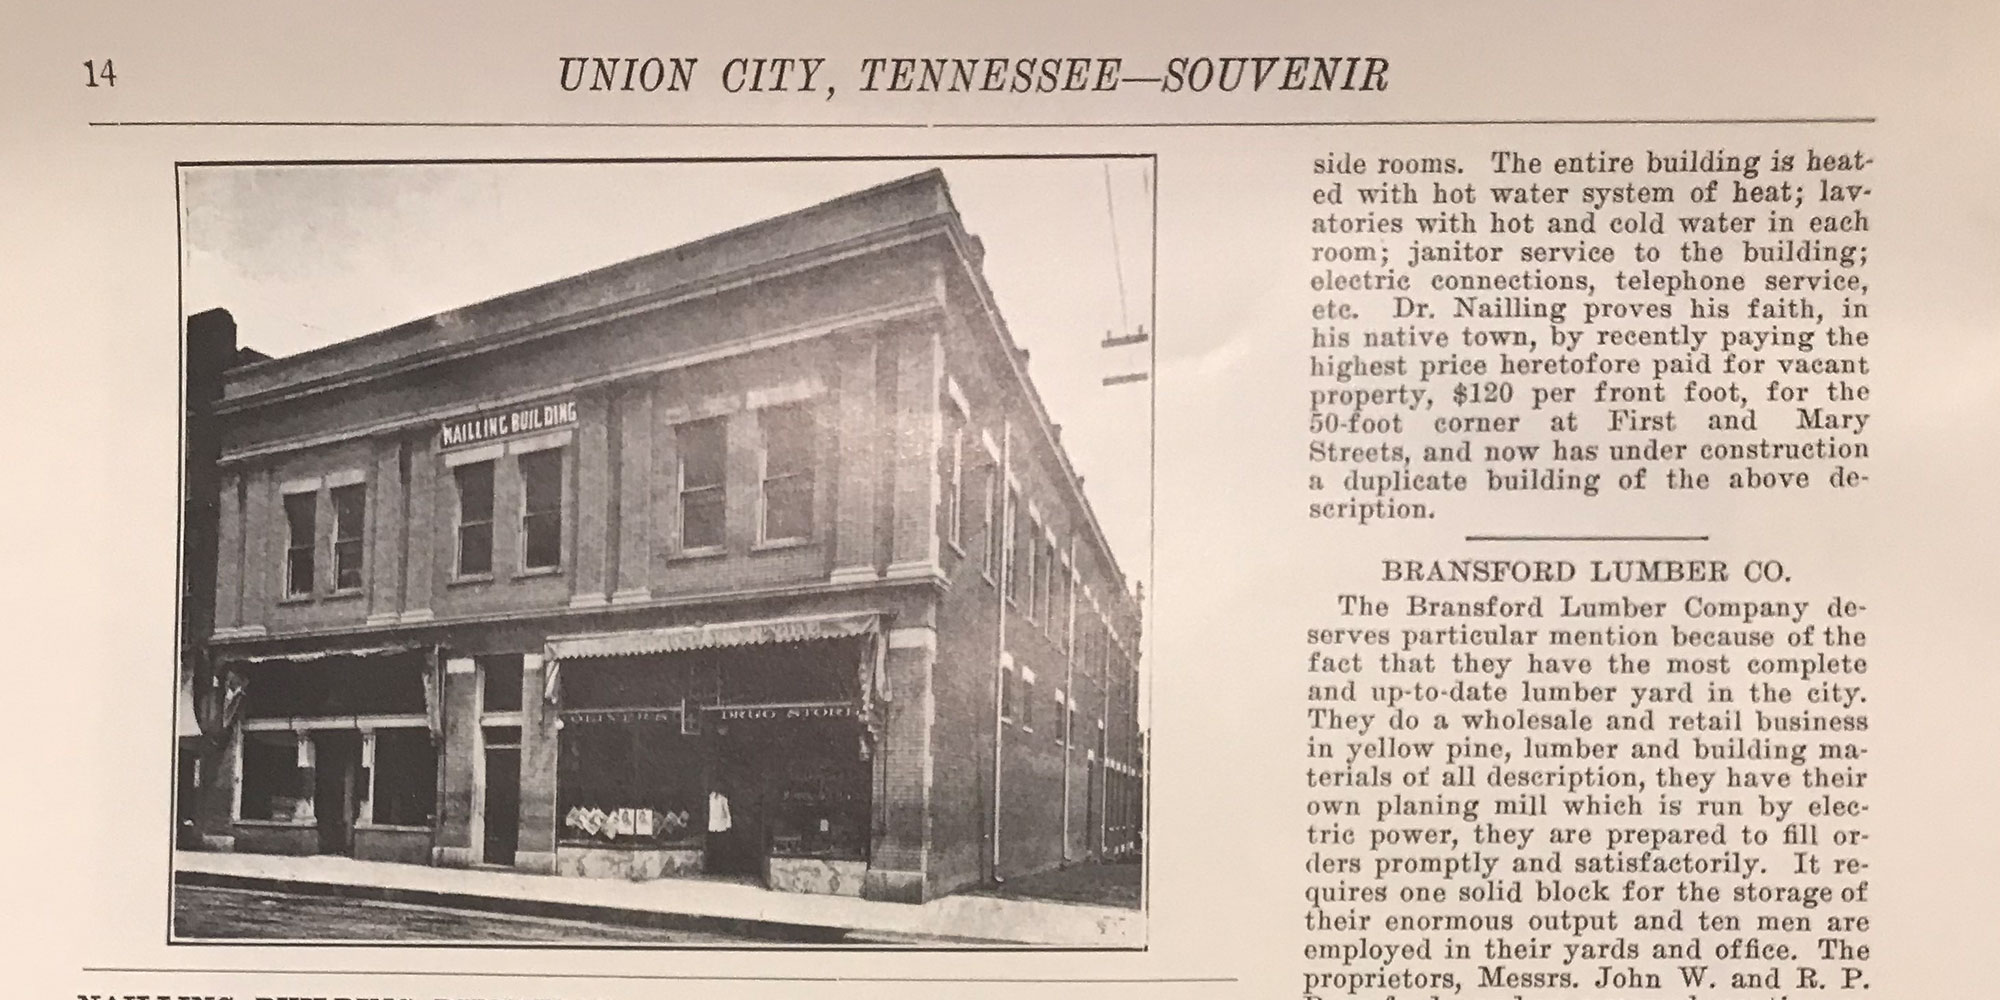 14
UNION CITY, TENNESSEE—SOUVENIR
NAILLING BUILDING
OLIVER'S DRUG STORE
side rooms. The entire building is heat-
ed with hot water system of heat; lav-
atories with hot and cold water in each
room; janitor service to the building;
electric connections, telephone service,
etc. Dr. Nailling proves his faith, in
his native town, by recently paying the
highest price heretofore paid for vacant
property, $120 per front foot, for the
50-foot corner at First and Mary
Streets, and now has under construction
a duplicate building of the above de-
scription.
BRANSFORD LUMBER CO.
The Bransford Lumber Company de-
serves particular mention because of the
fact that they have the most complete
and up-to-date lumber yard in the city.
They do a wholesale and retail business
in yellow pine, lumber and building ma-
terials of all description, they have their
own planing mill which is run by elec-
tric power, they are prepared to fill or-
ders promptly and satisfactorily. It re-
quires one solid block for the storage of
their enormous output and ten men are
employed in their yards and office. The
proprietors, Messrs. John W. and R. P.